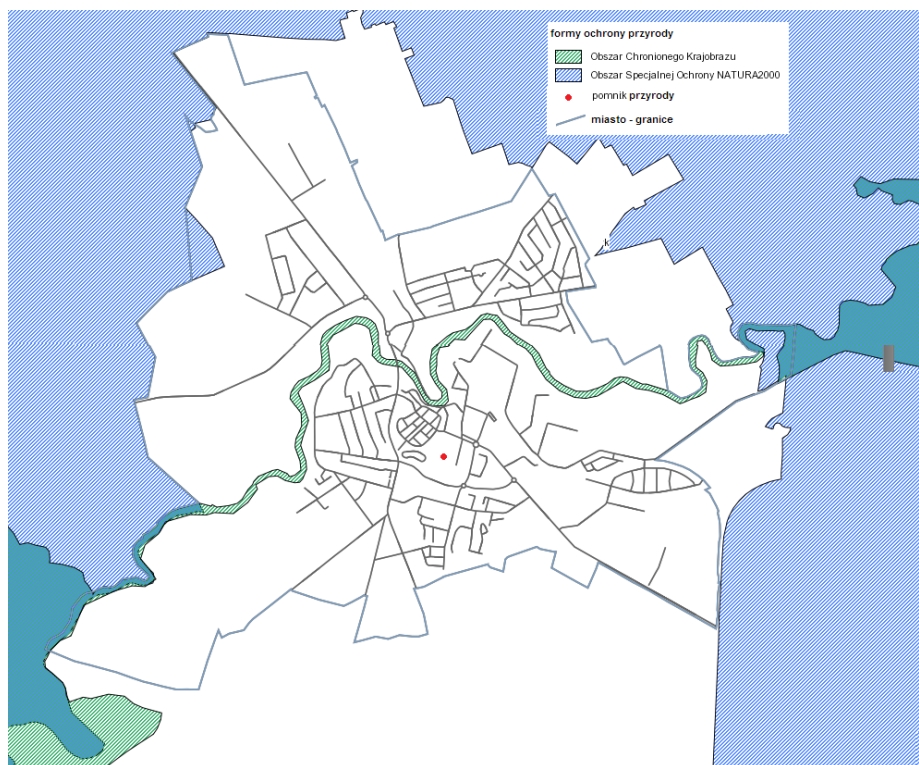 formy ochrony przyrody
Obszar Chronionego Krajobrazu
Obszar Specjalnej Ochrony NATURA2000
pomnik przyrody
miasto - granice
k